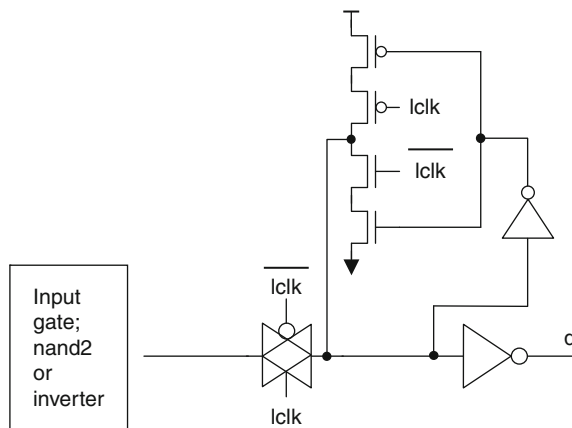 lclk
lclk
lclk
Input
gate;
nand2
or
inverter
lclk